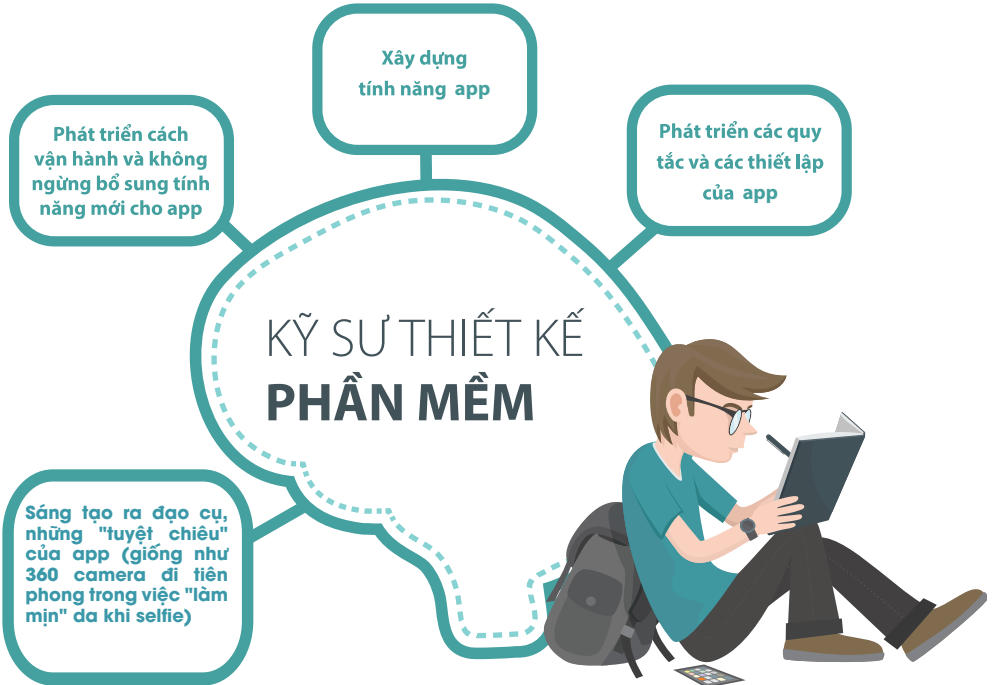 Xây dựng
tính năng app
Phát triển cách
vận hành và không
ngừng bổ sung tính
năng mới cho app
Phát triển các quy
tắc và các thiết lập
của app
KỸ SƯ THIẾT KẾ
PHẦN MỀM
Sáng tạo ra đạo cụ,
những "tuyệt chiêu"
của app (giống như
360 camera đi tiên
phong trong việc "làm
mịn" da khi selfie)